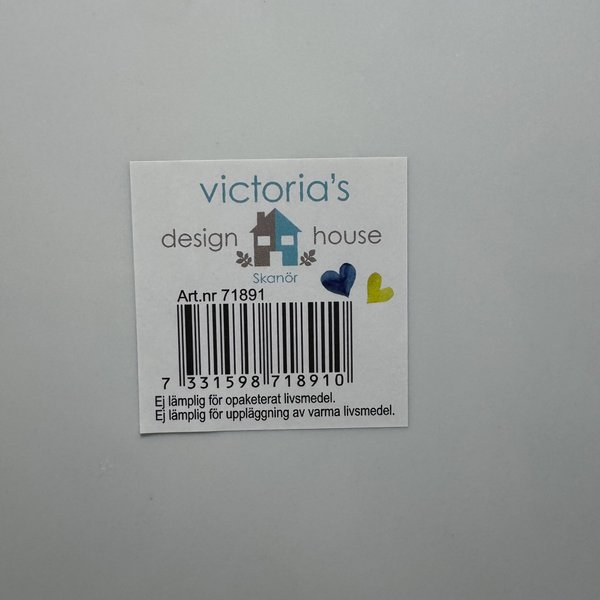 victoria's
design house
Skanör
Art.nr 71891
7 331598 718910
Ej lämplig för opaketerat livsmedel.
Ej lämplig för uppläggning av varma livsmedel.